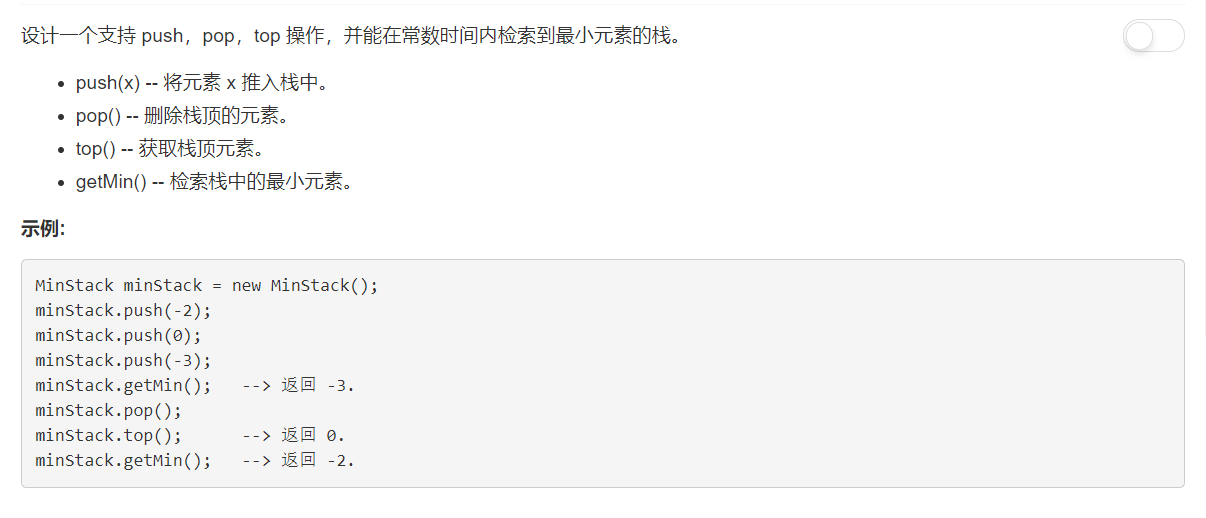 设计一个支持 push，pop，top 操作，并能在常数时间内检索到最小元素的栈。
• push(x) -- 将元素 x 推入栈中。
• pop() -- 删除栈顶的元素。
• top() -- 获取栈顶元素。
• getMin() -- 检索栈中的最小元素。
示例:
MinStack minStack = new MinStack();
minStack.push(-2);
minStack.push(0);
minStack.push(-3);
minStack.getMin();   --> 返回 -3.
minStack.pop();
minStack.top();      --> 返回 0.
minStack.getMin();   --> 返回 -2.